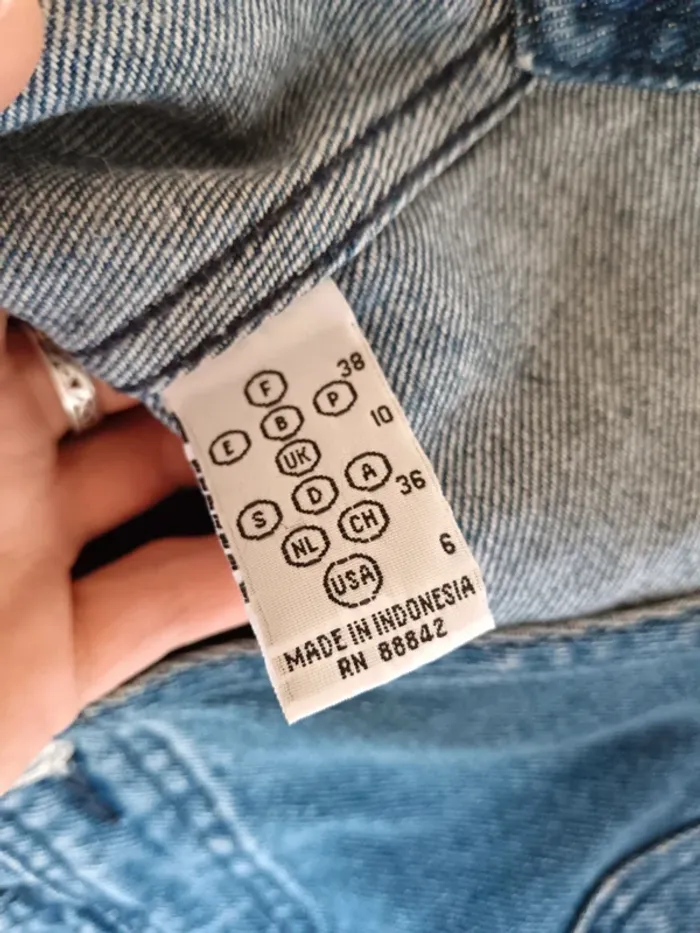 F 38
E B P
UK 10
S D A 36
NL CH
USA 6
MADE IN INDONESIA
RN 88842